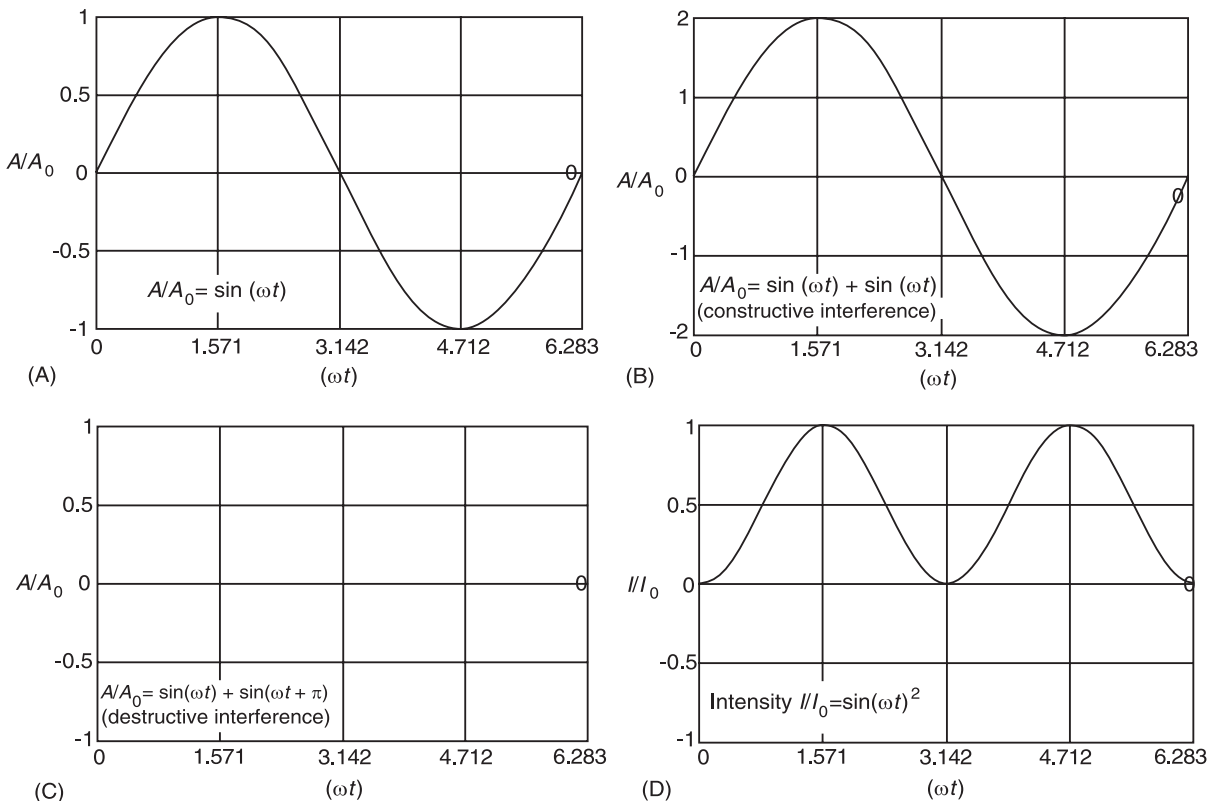 1
0.5
A/A0
0
0
-0.5
A/A0= sin (ωt)
-1
0 1.571 3.142 4.712 6.283
(A)
(ωt)
2
1
A/A0
0
0
-1
A/A0= sin (ωt) + sin (ωt)
(constructive interference)
-2
0 1.571 3.142 4.712 6.283
(B)
(ωt)
1
0.5
A/A0
0
0
-0.5
A/A0= sin(ωt) + sin(ωt + π)
(destructive interference)
-1
0 1.571 3.142 4.712 6.283
(C)
(ωt)
1
0.5
I/I0
0
0
-0.5
Intensity I/I0=sin(ωt)²
-1
0 1.571 3.142 4.712 6.283
(D)
(ωt)